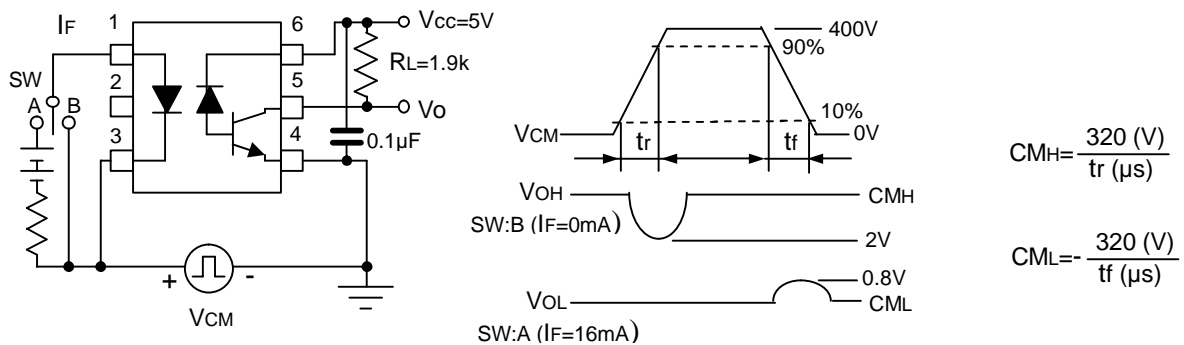 IF
1
6
VCC=5V
SW
A
B
2
5
RL=1.9k
VO
3
4
0.1μF
+
-
VCM
400V
90%
10%
VCM
0V
tr
tf
VOH
CMH
SW:B (IF=0mA)
2V
0.8V
VOL
CML
SW:A (IF=16mA)
CMH= 320 (V) / tr (μs)
CML=- 320 (V) / tf (μs)